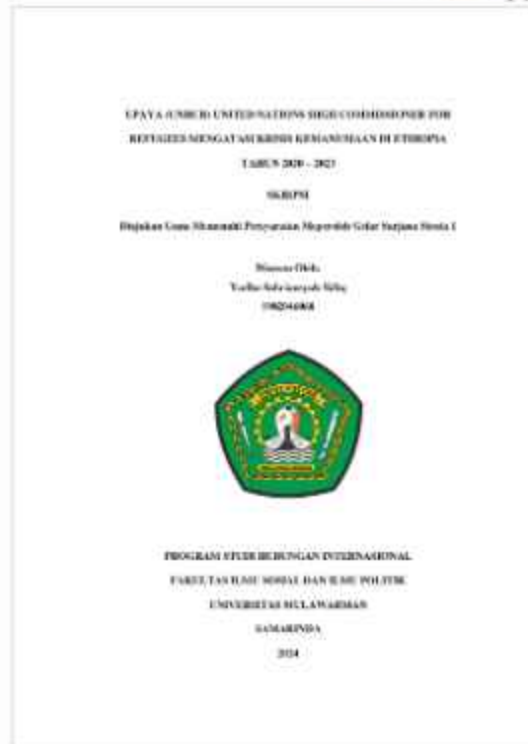 UPAYA (UNHCR) UNITED NATIONS HIGH COMMISSIONER FOR
REFUGEES MENGATASI KRISIS KEMANUSIAAN DI ETHIOPIA
TAHUN 2020 – 2023
SKRIPSI
Diajukan Guna Memenuhi Persyaratan Memperoleh Gelar Sarjana Strata 1
Disusun Oleh:
PROGRAM STUDI HUBUNGAN INTERNASIONAL
FAKULTAS ILMU SOSIAL DAN ILMU POLITIK
UNIVERSITAS MULAWARMAN
SAMARINDA
2024